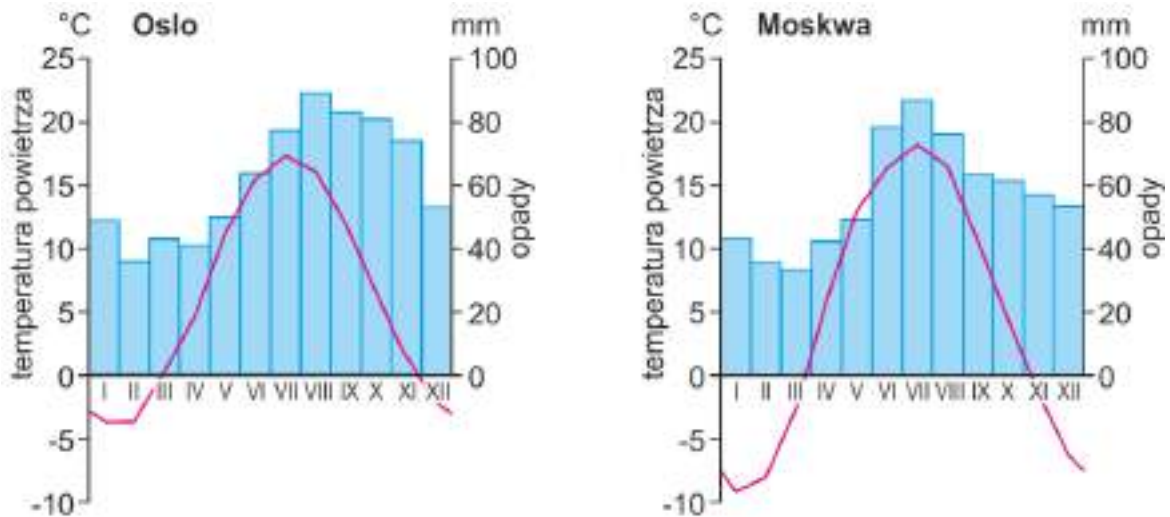 °C Oslo mm
25 100
20 80
15 60
10 40
5 20
0 0
-5
-10
temperatura powietrza
opady
I II III IV V VI VII VIII IX X XI XII
°C Moskwa mm
25 100
20 80
15 60
10 40
5 20
0 0
-5
-10
temperatura powietrza
opady
I II III IV V VI VII VIII IX X XI XII